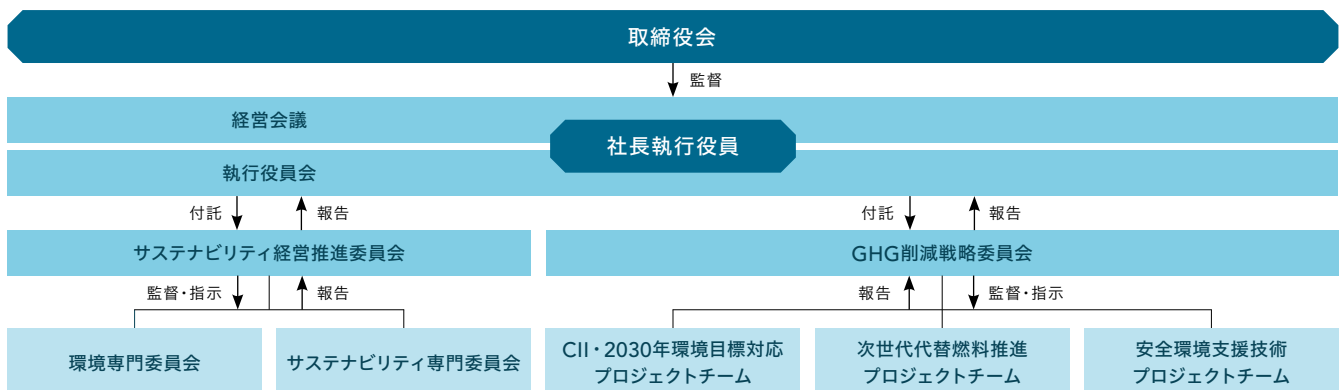 取締役会
監督
経営会議
社長執行役員
執行役員会
付託
報告
付託
報告
サステナビリティ経営推進委員会
GHG削減戦略委員会
監督・指示
報告
報告
監督・指示
環境専門委員会
サステナビリティ専門委員会
CII・2030年環境目標対応
プロジェクトチーム
次世代代替燃料推進
プロジェクトチーム
安全環境支援技術
プロジェクトチーム